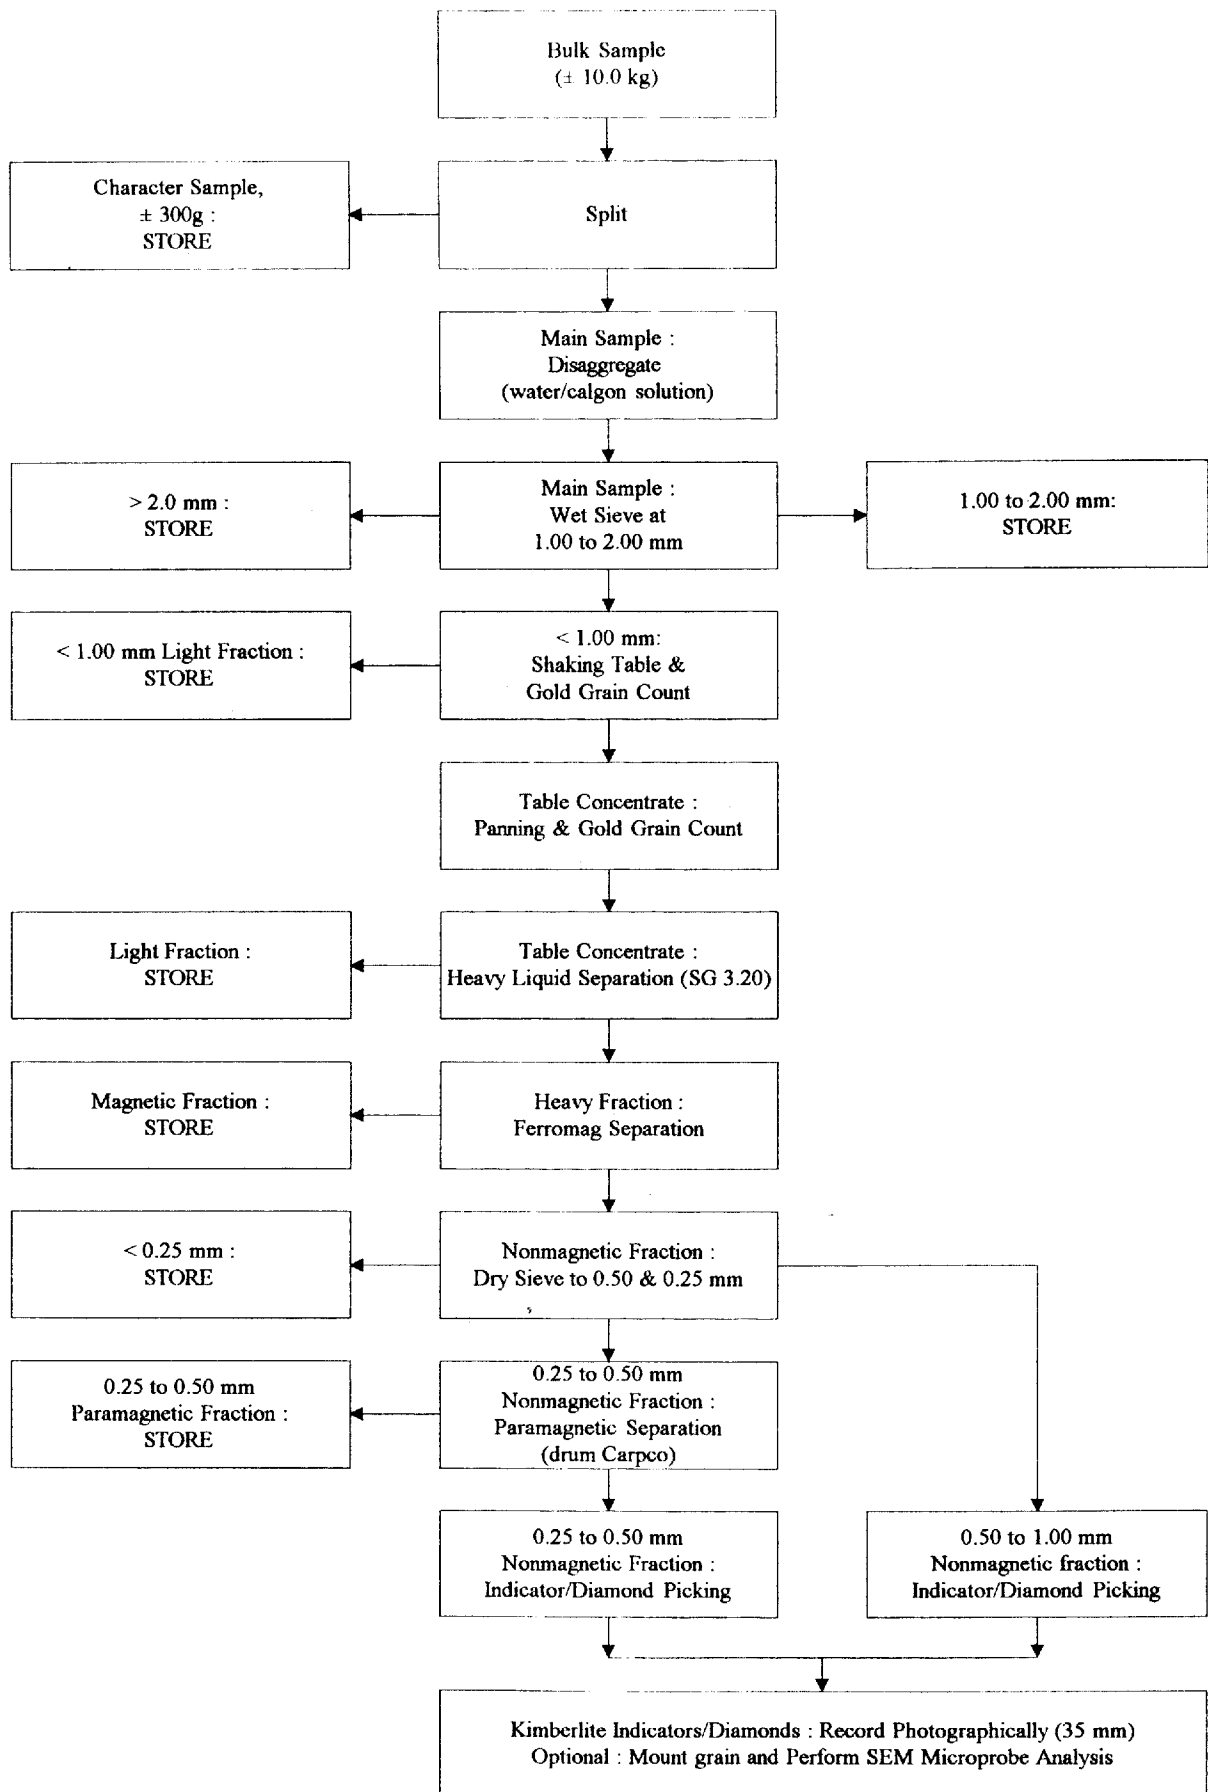 Bulk Sample
(± 10.0 kg)
Character Sample,
± 300g :
STORE
Split
Main Sample :
Disaggregate
(water/calgon solution)
> 2.0 mm :
STORE
Main Sample :
Wet Sieve at
1.00 to 2.00 mm
1.00 to 2.00 mm:
STORE
< 1.00 mm Light Fraction :
STORE
< 1.00 mm:
Shaking Table &
Gold Grain Count
Table Concentrate :
Panning & Gold Grain Count
Light Fraction :
STORE
Table Concentrate :
Heavy Liquid Separation (SG 3.20)
Magnetic Fraction :
STORE
Heavy Fraction :
Ferromag Separation
< 0.25 mm :
STORE
Nonmagnetic Fraction :
Dry Sieve to 0.50 & 0.25 mm
0.25 to 0.50 mm
Paramagnetic Fraction :
STORE
0.25 to 0.50 mm
Nonmagnetic Fraction :
Paramagnetic Separation
(drum Carpco)
0.25 to 0.50 mm
Nonmagnetic Fraction :
Indicator/Diamond Picking
0.50 to 1.00 mm
Nonmagnetic fraction :
Indicator/Diamond Picking
Kimberlite Indicators/Diamonds : Record Photographically (35 mm)
Optional : Mount grain and Perform SEM Microprobe Analysis